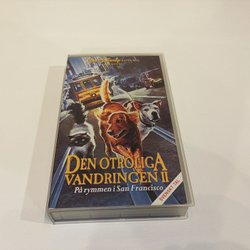 DEN OTROLIGA
VANDRINGEN II
På rymmen i San Francisco